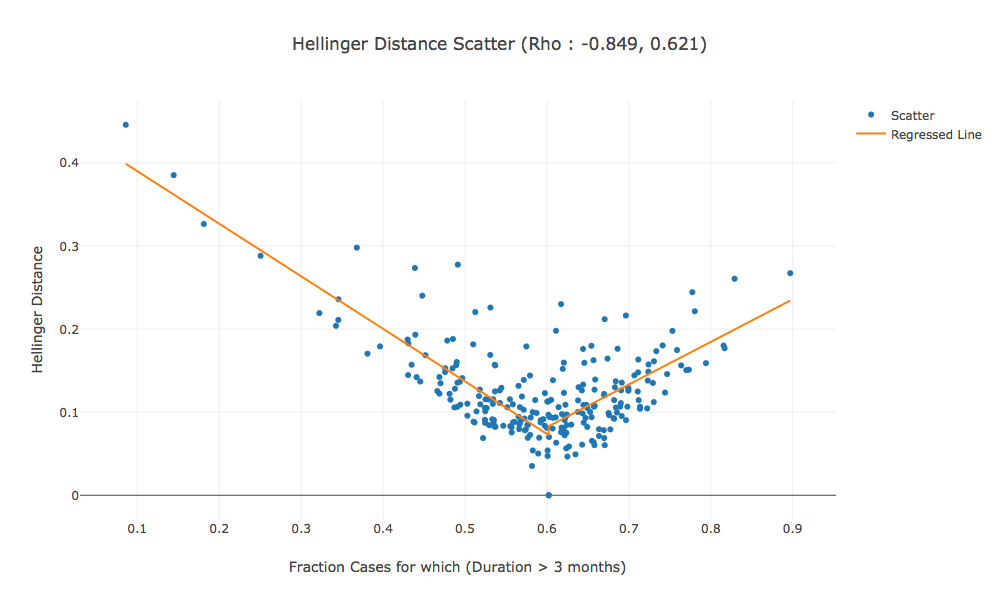 Hellinger Distance Scatter (Rho : -0.849, 0.621)
Scatter
Regressed Line
0.4
0.3
0.2
0.1
0
Hellinger Distance
0.1 0.2 0.3 0.4 0.5 0.6 0.7 0.8 0.9
Fraction Cases for which (Duration > 3 months)